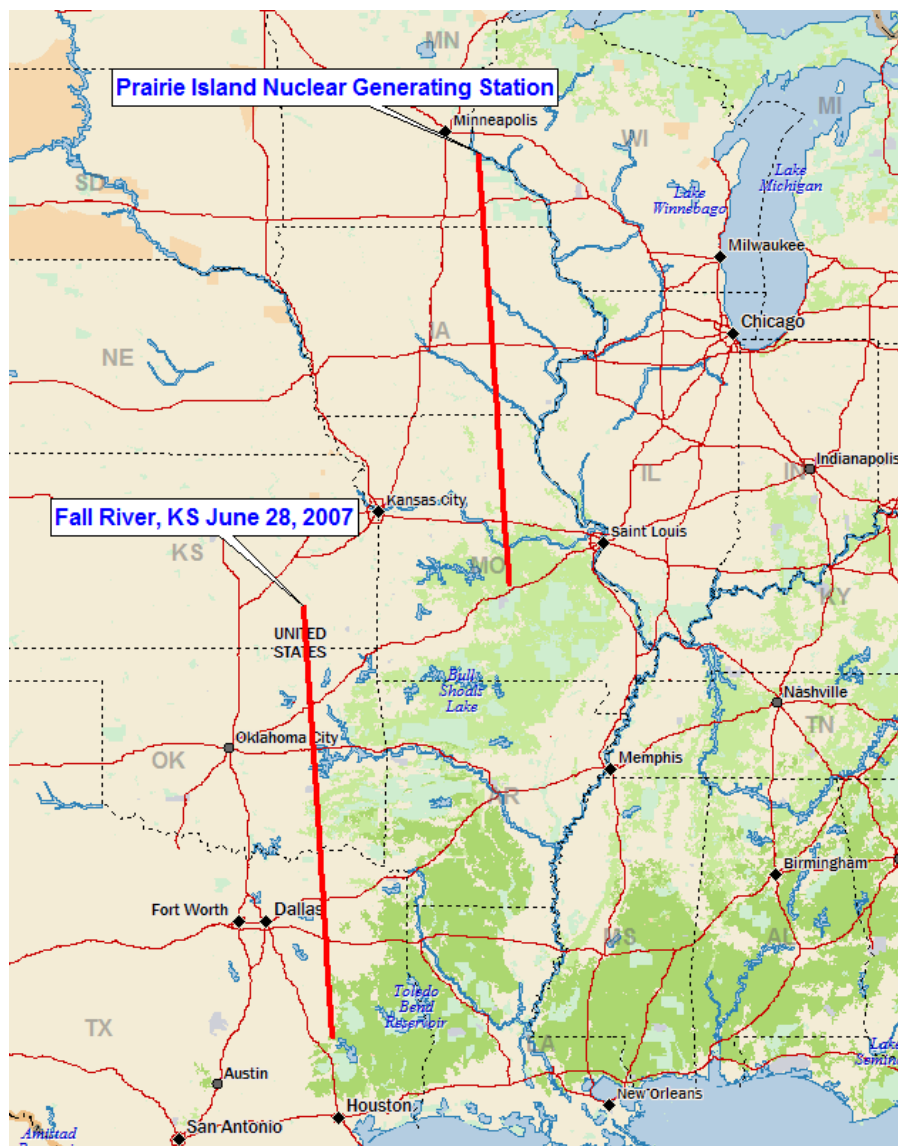 MN
Prairie Island Nuclear Generating Station
MI
Minneapolis
WI
SD
Lake
Michigan
Lake
Winnebago
Milwaukee
Chicago
IA
NE
Indianapolis
IL
IN
Kansas City
Fall River, KS June 28, 2007
Saint Louis
KS
MO
KY
UNITED
STATES
Bull
Shoals
Lake
Nashville
TN
Oklahoma City
OK
Memphis
AR
Birmingham
Fort Worth
Dallas
MS
AL
Toledo
Bend
Reservoir
TX
LA
Lake
Austin
New Orleans
Houston
San Antonio
Amistad